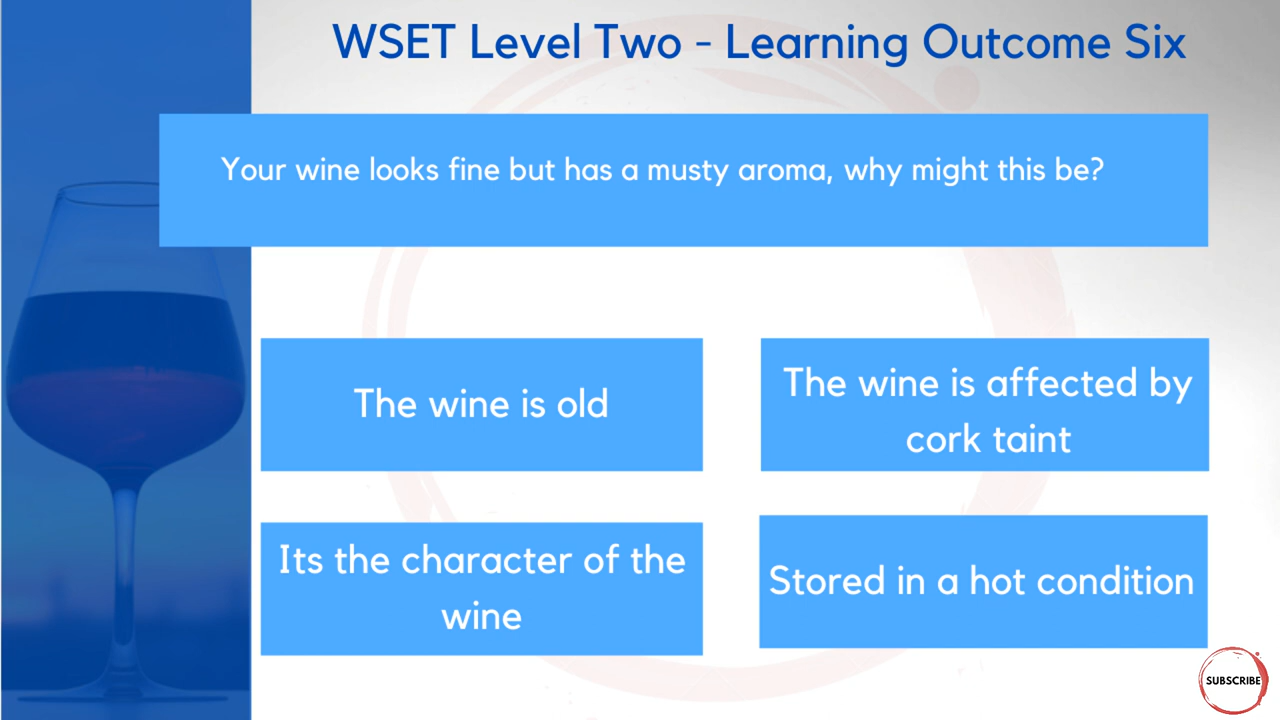 WSET Level Two - Learning Outcome Six
Your wine looks fine but has a musty aroma, why might this be?
The wine is old
The wine is affected by
cork taint
Its the character of the
wine
Stored in a hot condition
SUBSCRIBE